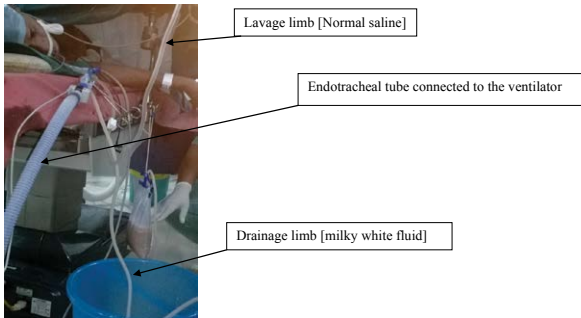 Lavage limb [Normal saline]
Endotracheal tube connected to the ventilator
Drainage limb [milky white fluid]